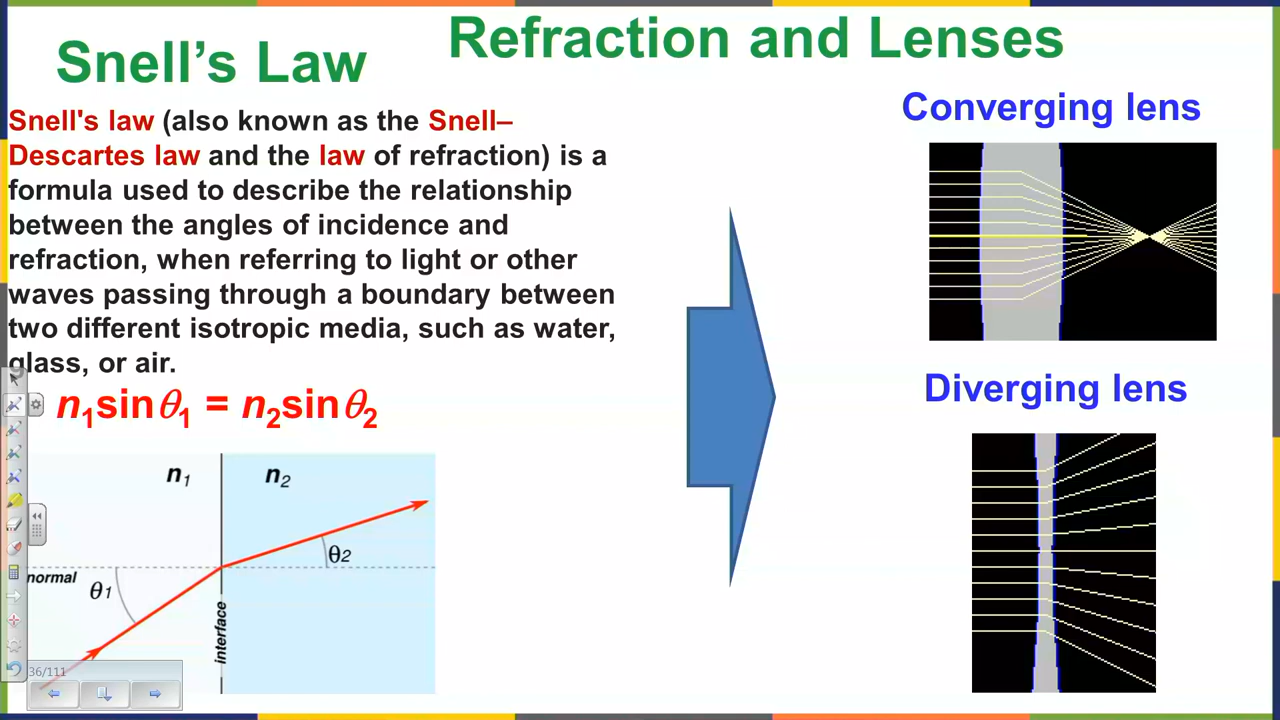 Snell’s Law
Refraction and Lenses
Snell's law (also known as the Snell–
Descartes law and the law of refraction) is a
formula used to describe the relationship
between the angles of incidence and
refraction, when referring to light or other
waves passing through a boundary between
two different isotropic media, such as water,
glass, or air.
n₁sinθ₁ = n₂sinθ₂
n₁
n₂
normal
θ₁
θ₂
interface
36/111
Converging lens
Diverging lens